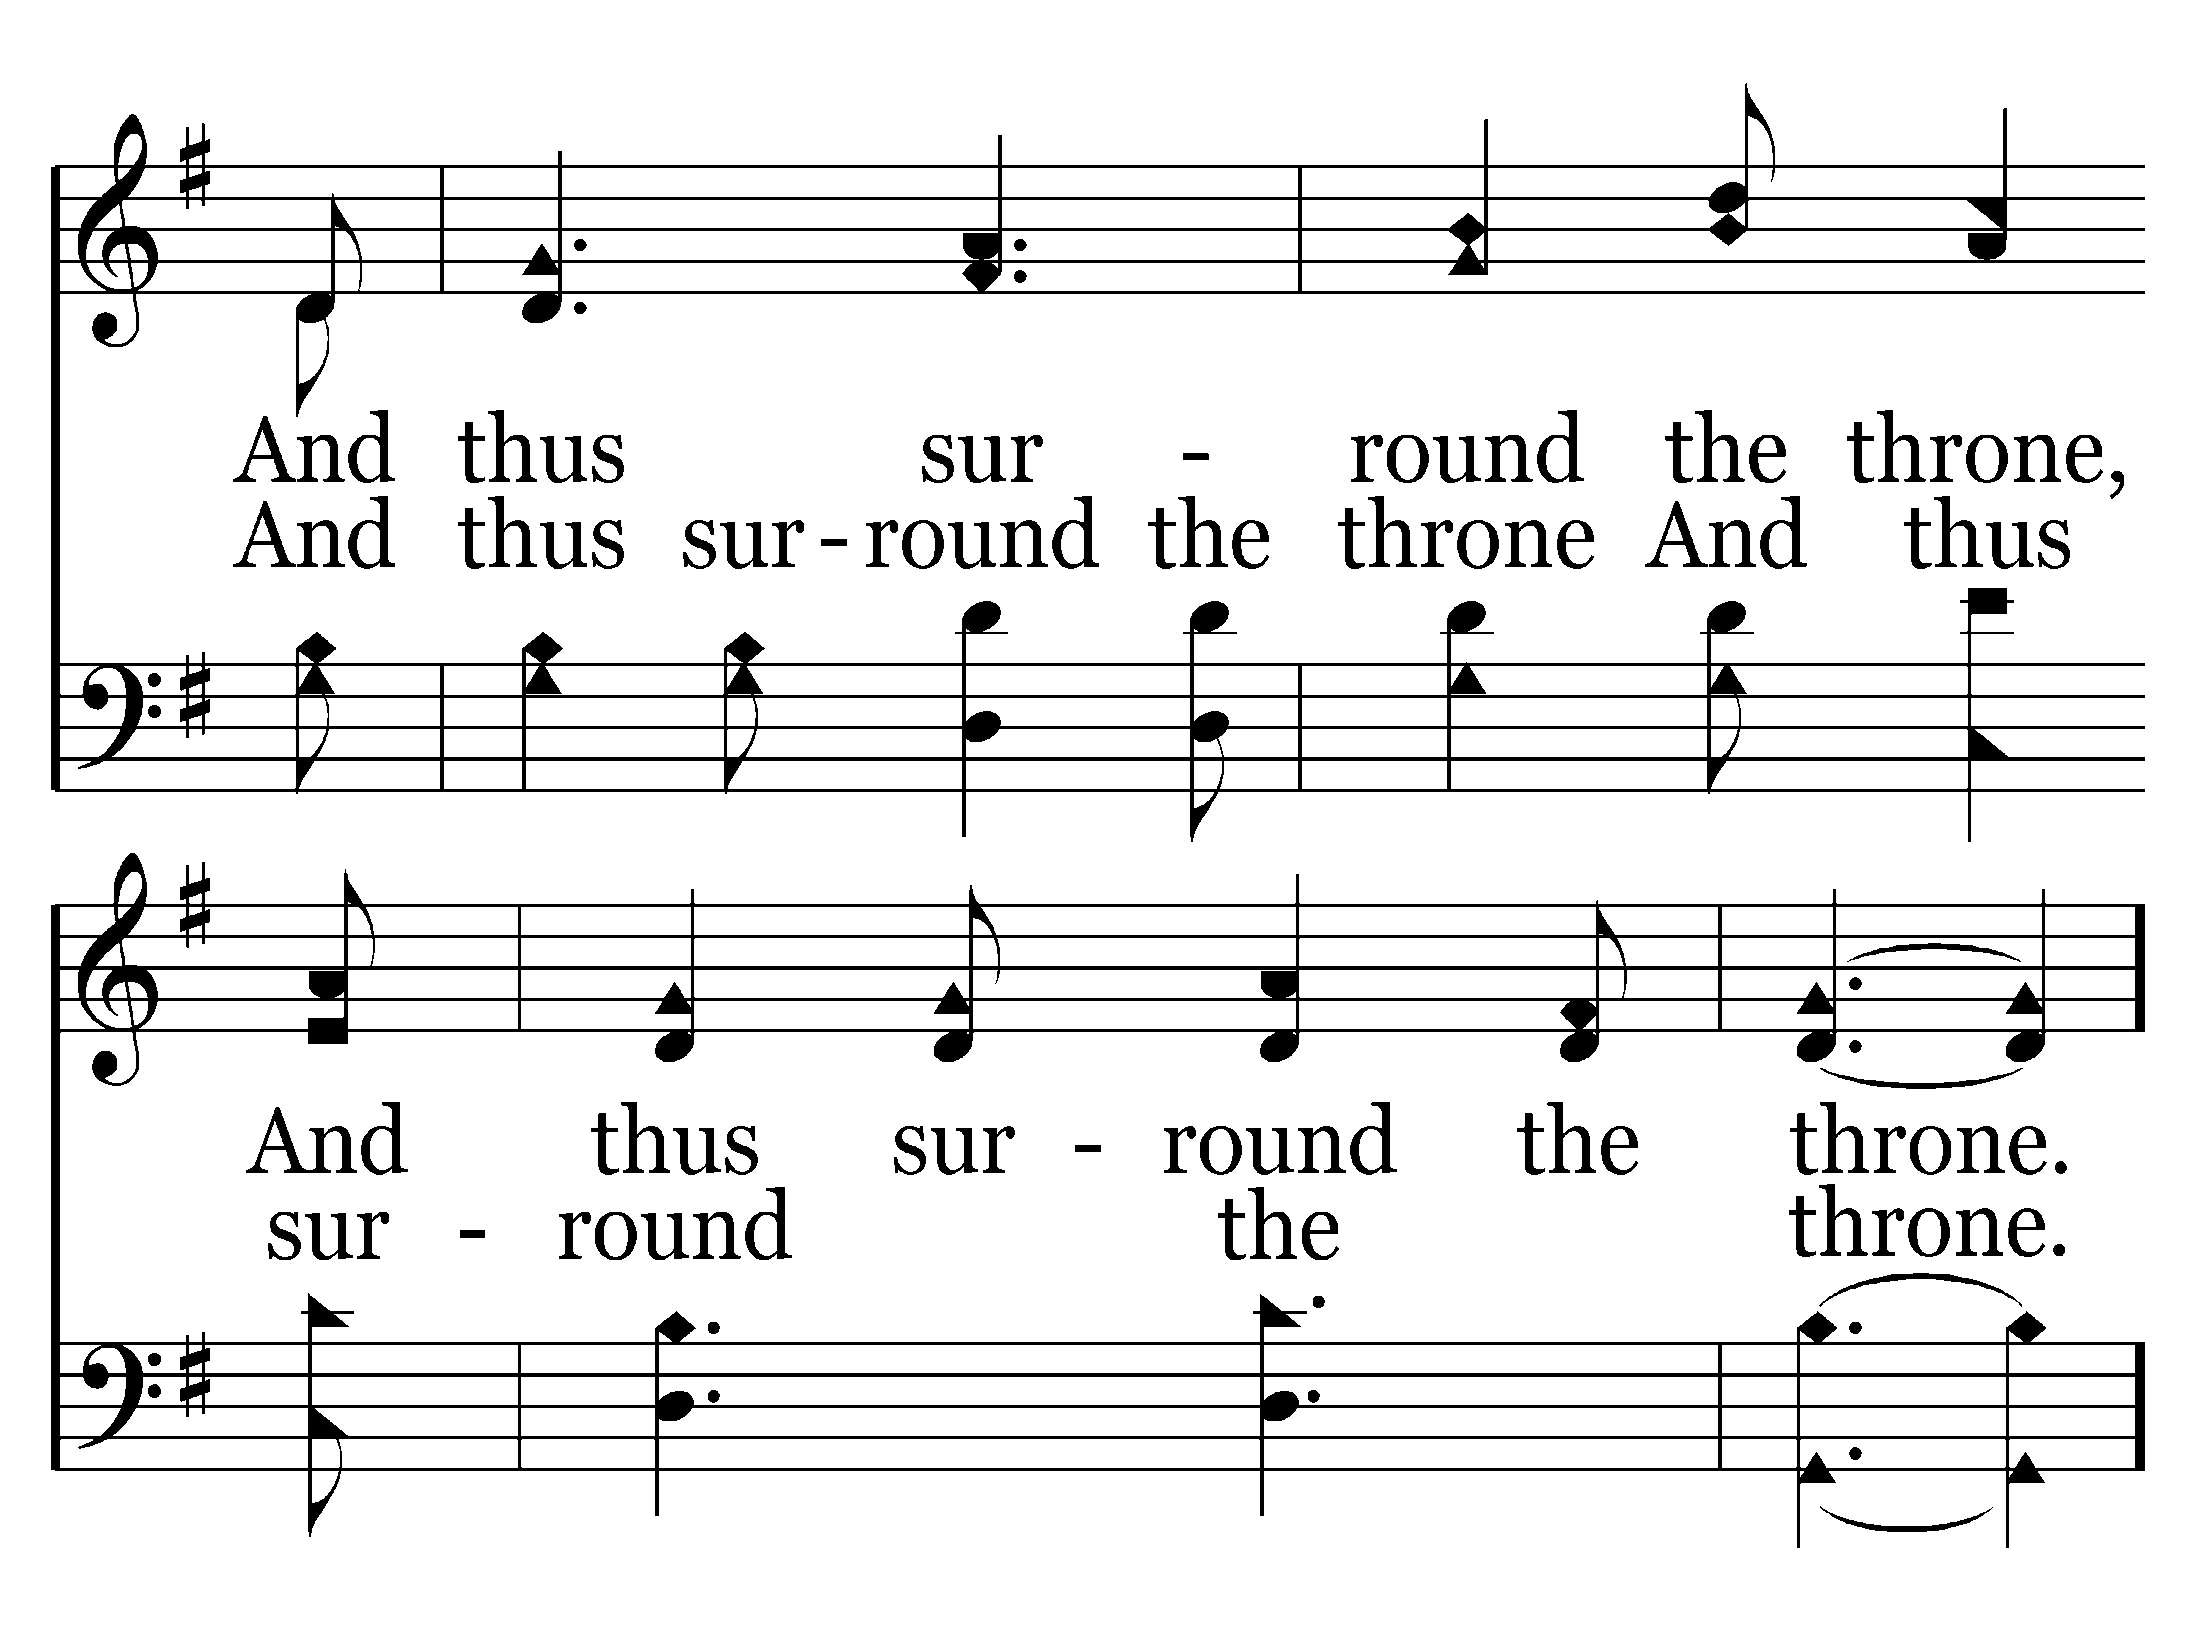 And thus sur - round the throne,
And thus sur - round the throne And thus
And thus sur - round the throne.
sur - round the throne.